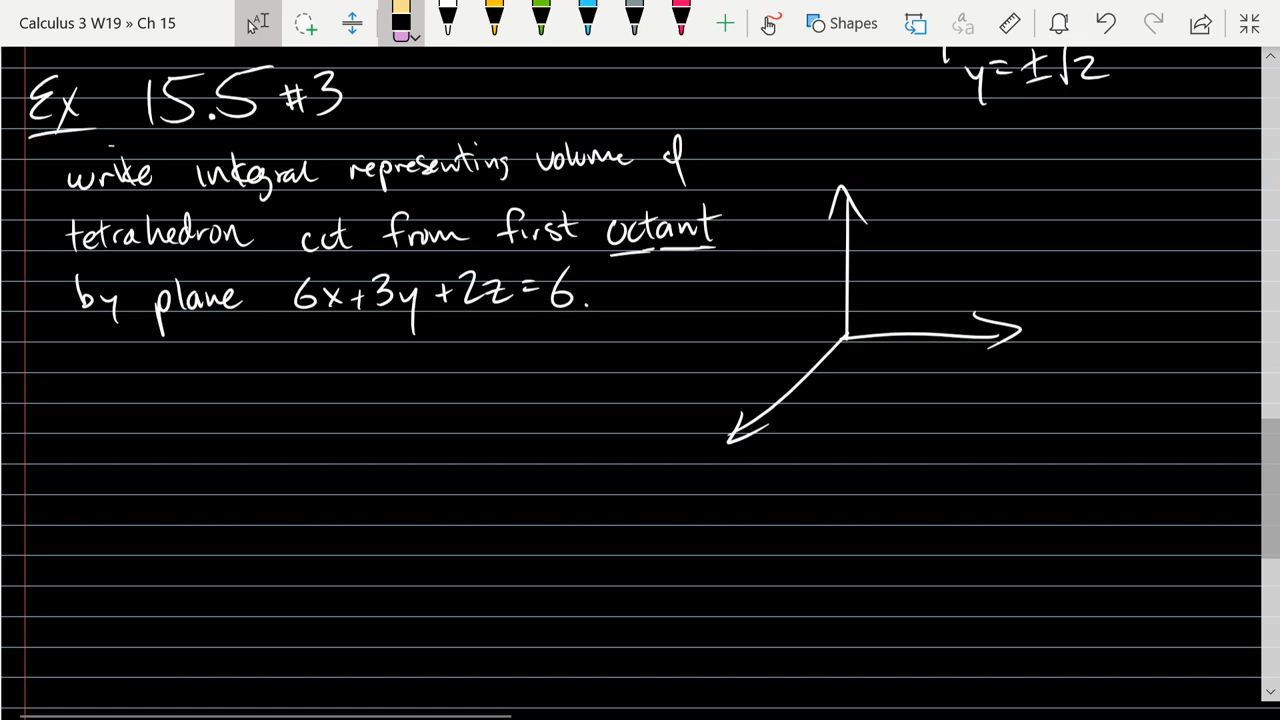 Calculus 3 W19 » Ch 15
Shapes
y = ±√2
Ex 15.5 #3
write integral representing volume of
tetrahedron cut from first octant
by plane 6x+3y+2z=6.